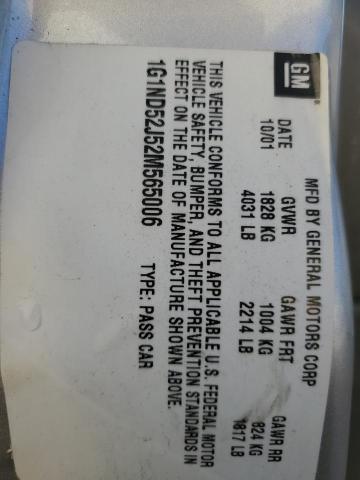 GM
MFD BY GENERAL MOTORS CORP
DATE GVWR GAWR FRT GAWR RR
10/01 1828 KG 1004 KG 824 KG
4031 LB 2214 LB 1817 LB
THIS VEHICLE CONFORMS TO ALL APPLICABLE U.S. FEDERAL MOTOR
VEHICLE SAFETY, BUMPER, AND THEFT PREVENTION STANDARDS IN
EFFECT ON THE DATE OF MANUFACTURE SHOWN ABOVE.
1G1ND52J52M565006 TYPE: PASS CAR